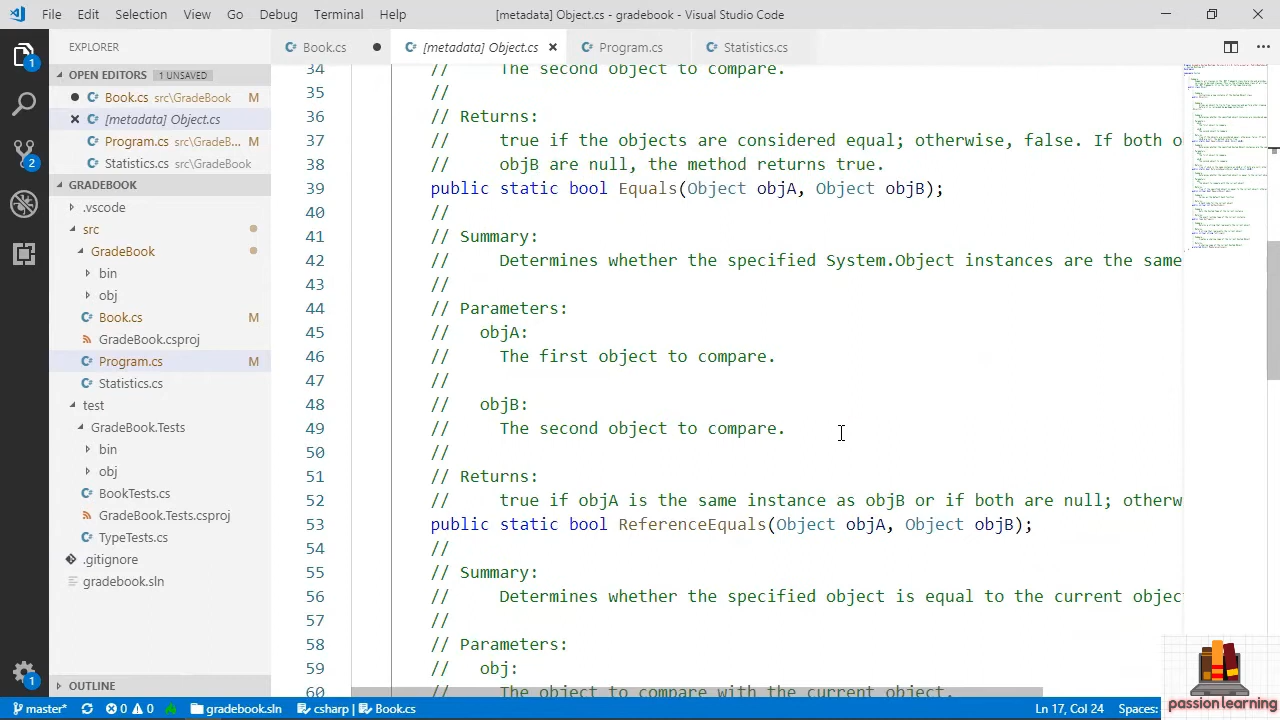 File Edit Selection View Go Debug Terminal Help [metadata] Object.cs - gradebook - Visual Studio Code
EXPLORER
Book.cs [metadata] Object.cs Program.cs Statistics.cs
OPEN EDITORS 1 UNSAVED
Book.cs src\GradeBook M
[metadata] Object.cs
Program.cs src\GradeB... M
Statistics.cs src\GradeBook
GRADEBOOK
src
GradeBook
bin
obj
Book.cs M
GradeBook.csproj
Program.cs M
Statistics.cs
test
GradeBook.Tests
bin
obj
BookTests.cs
GradeBook.Tests.csproj
TypeTests.cs
.gitignore
gradebook.sln
OUTLINE
34 // The second object to compare.
35 //
36 // Returns:
37 // true if the objects are considered equal; otherwise, false. If both o
38 // objB are null, the method returns true.
39 public static bool Equals(Object objA, Object objB);
40 //
41 // Summary:
42 // Determines whether the specified System.Object instances are the same
43 //
44 // Parameters:
45 // objA:
46 // The first object to compare.
47 //
48 // objB:
49 // The second object to compare.
50 //
51 // Returns:
52 // true if objA is the same instance as objB or if both are null; otherw
53 public static bool ReferenceEquals(Object objA, Object objB);
54 //
55 // Summary:
56 // Determines whether the specified object is equal to the current objec
57 //
58 // Parameters:
59 // obj:
60 // The object to compare with the current object.
1
2
1
passionlearning
master* 0 0 gradebook.sln csharp | Book.cs Ln 17, Col 24 Spaces: